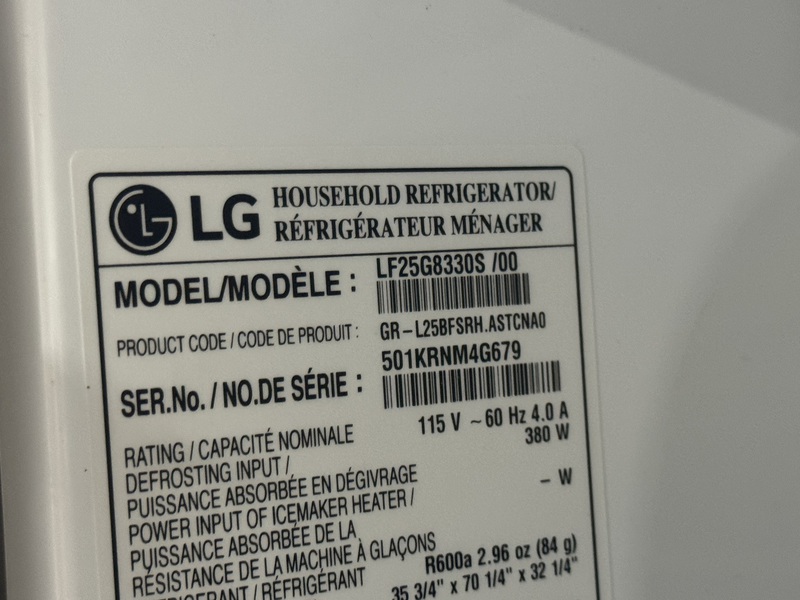 LG HOUSEHOLD REFRIGERATOR/
RÉFRIGÉRATEUR MÉNAGER
MODEL/MODÈLE : LF25G8330S /00
PRODUCT CODE / CODE DE PRODUIT : GR-L25BFSRH.ASTCNA0
SER.No. / NO.DE SÉRIE : 501KRNM4G679
RATING / CAPACITÉ NOMINALE 115 V ~ 60 Hz 4.0 A
DEFROSTING INPUT / 380 W
PUISSANCE ABSORBÉE EN DÉGIVRAGE
POWER INPUT OF ICEMAKER HEATER / – W
PUISSANCE ABSORBÉE DE LA
RÉSISTANCE DE LA MACHINE À GLAÇONS
REFRIGERANT / RÉFRIGÉRANT R600a 2.96 oz (84 g)
35 3/4" x 70 1/4" x 32 1/4"